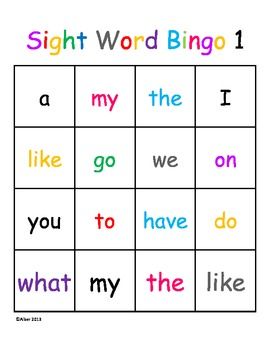 Sight Word Bingo 1
a my the I
like go we on
you to have do
what my the like
©Alber 2013